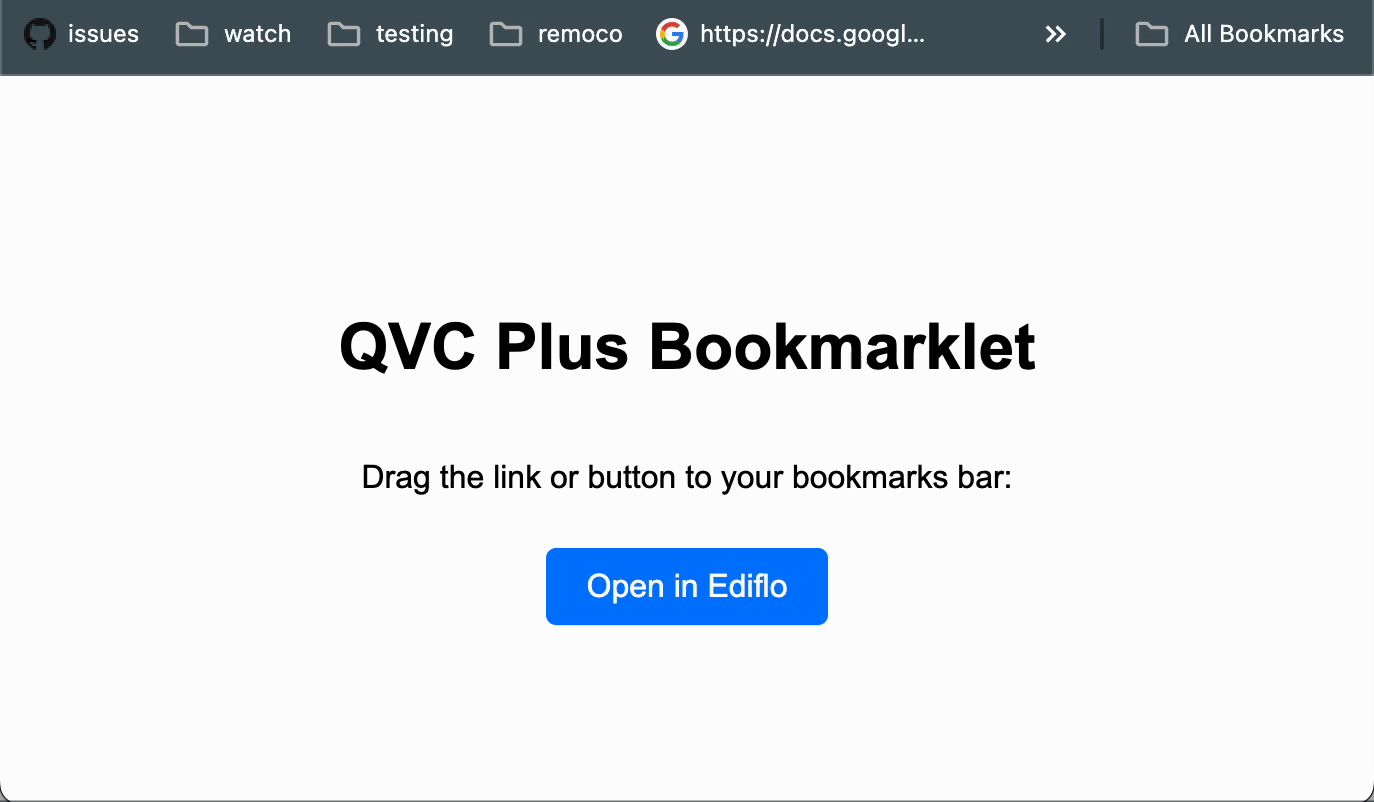 issues watch testing remoco https://docs.googl... All Bookmarks
QVC Plus Bookmarklet
Drag the link or button to your bookmarks bar:
Open in Ediflo